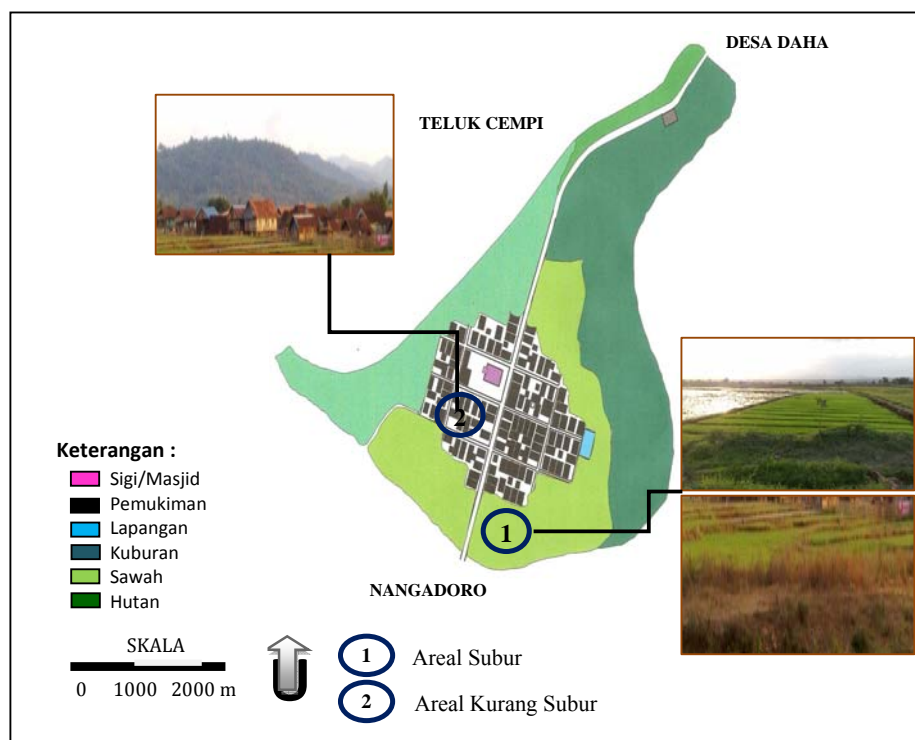 DESA DAHA
TELUK CEMPI
2
1
NANGADORO
Keterangan :
Sigi/Masjid
Pemukiman
Lapangan
Kuburan
Sawah
Hutan
SKALA
0 1000 2000 m
U
1 Areal Subur
2 Areal Kurang Subur